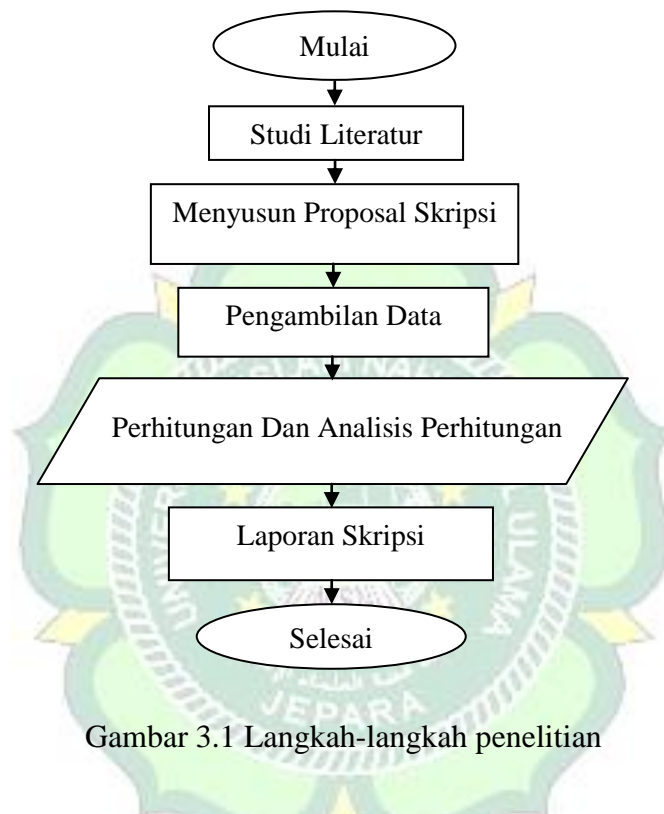 Mulai
Studi Literatur
Menyusun Proposal Skripsi
Pengambilan Data
Perhitungan Dan Analisis Perhitungan
Laporan Skripsi
Selesai
JEPARA
Gambar 3.1 Langkah-langkah penelitian